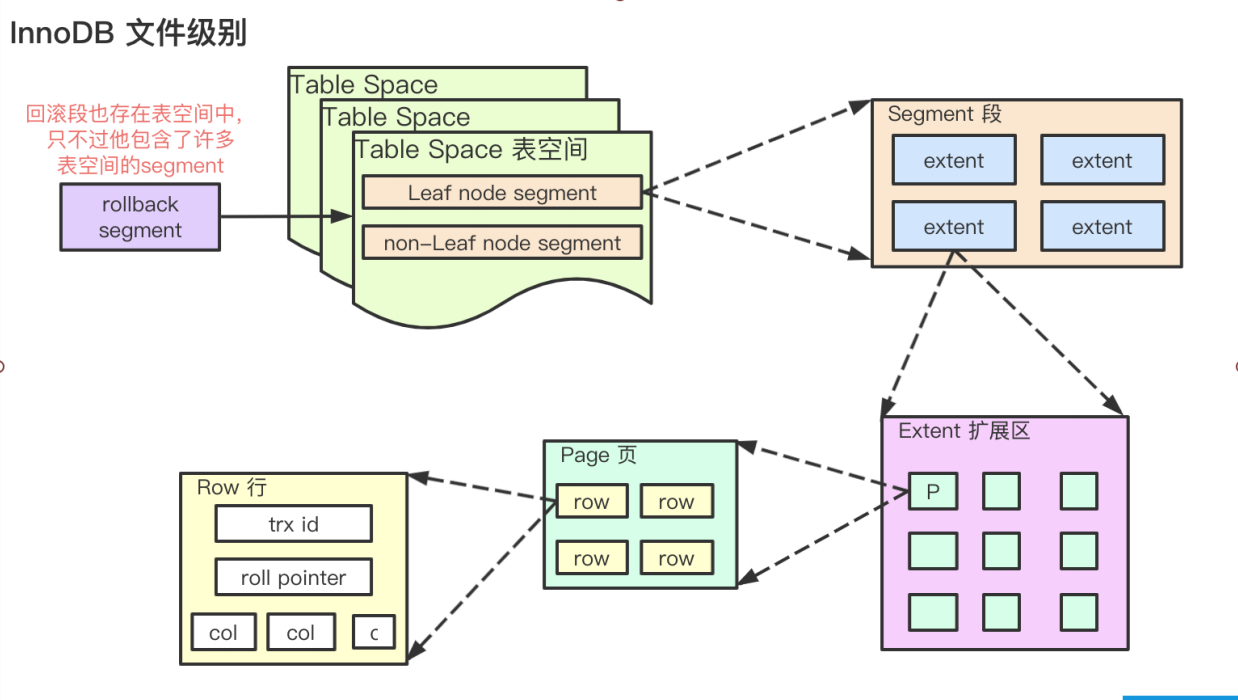 InnoDB 文件级别
Table Space
Table Space
Table Space 表空间
Leaf node segment
non-Leaf node segment
回滚段也存在表空间中，
只不过他包含了许多
表空间的segment
rollback
segment
Segment 段
extent
extent
extent
extent
Extent 扩展区
P
Page 页
row
row
row
row
Row 行
trx id
roll pointer
col
col
c